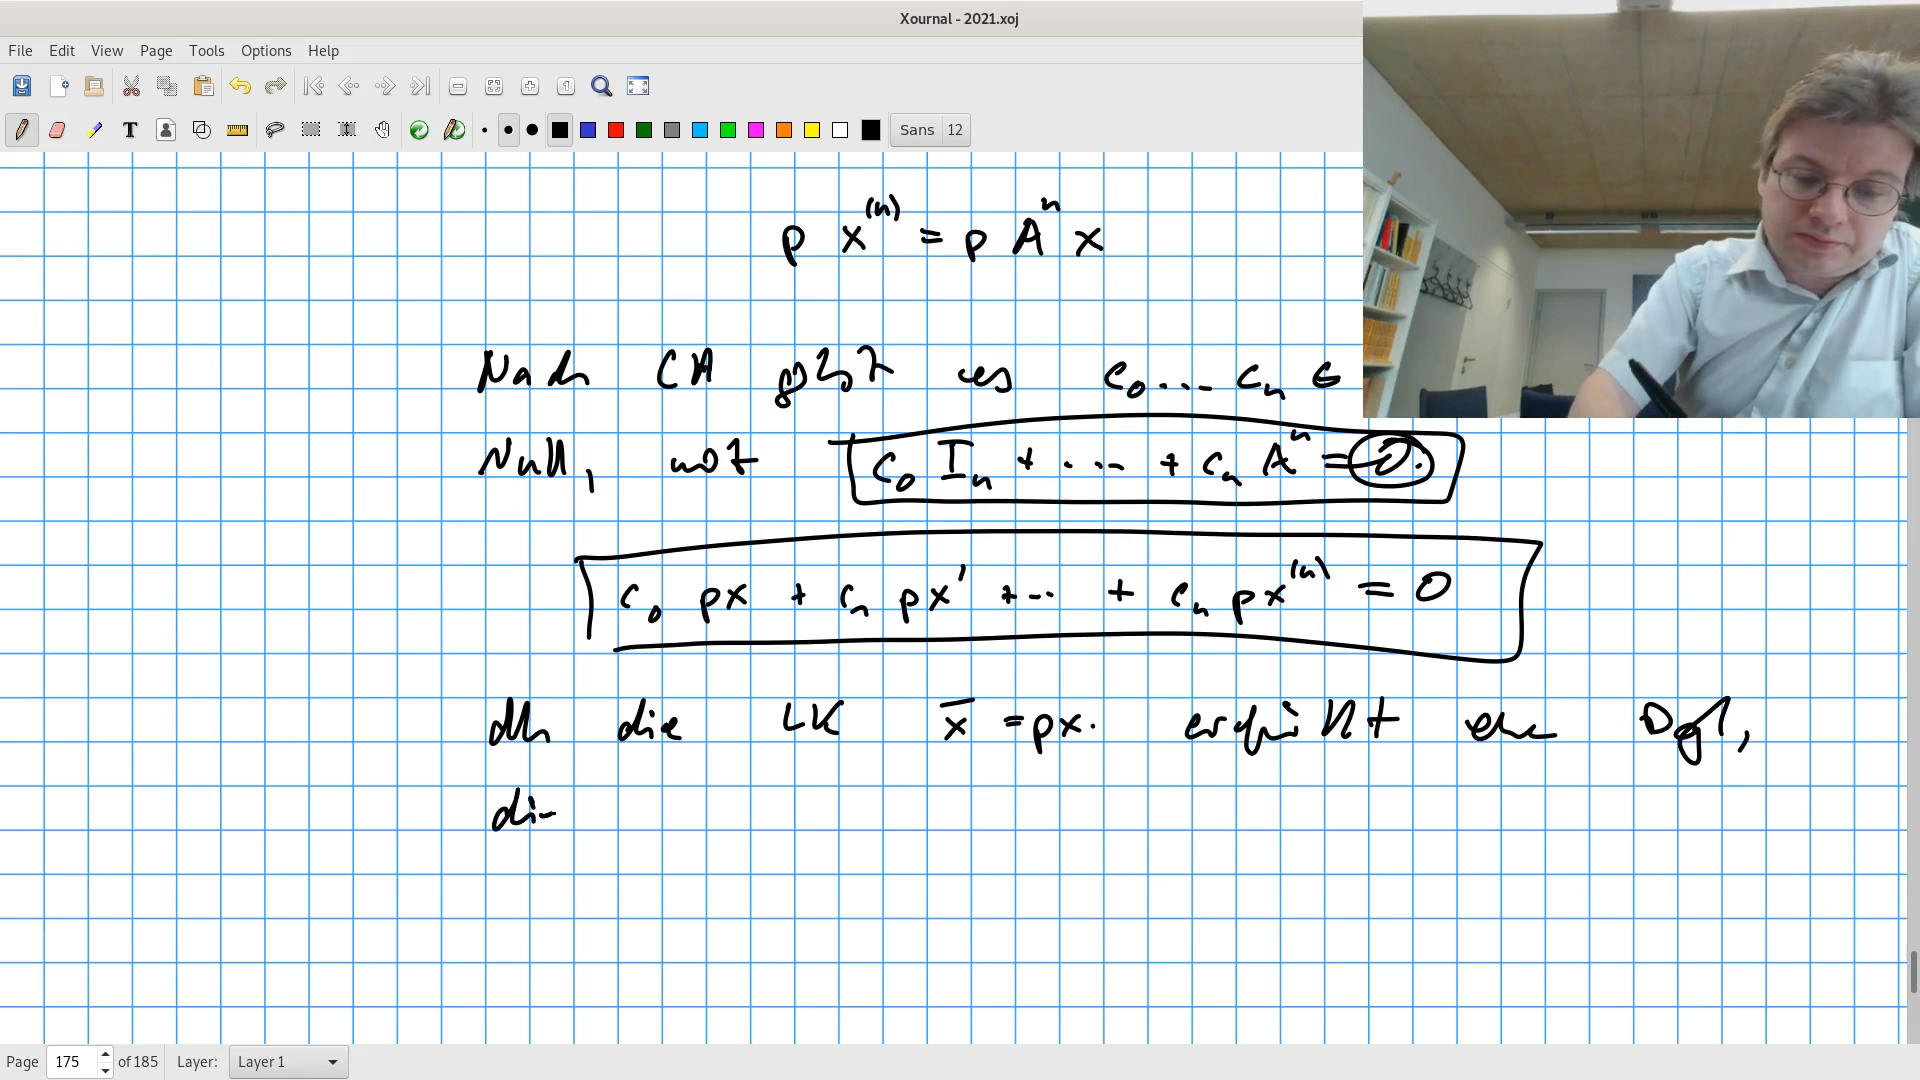 Xournal - 2021.xoj
File Edit View Page Tools Options Help
Sans 12
p x^(n) = p A^n x
Nach CH gibt es c_0 ... c_n ∈
Null, mit c_0 I_n + ... + c_n A^n = 0.
c_0 px + c_n px' + ... + c_n px^(n) = 0
dh die LK x̄ = px. erfüllt eine Dgl,
di
Page 175 of 185 Layer: Layer 1